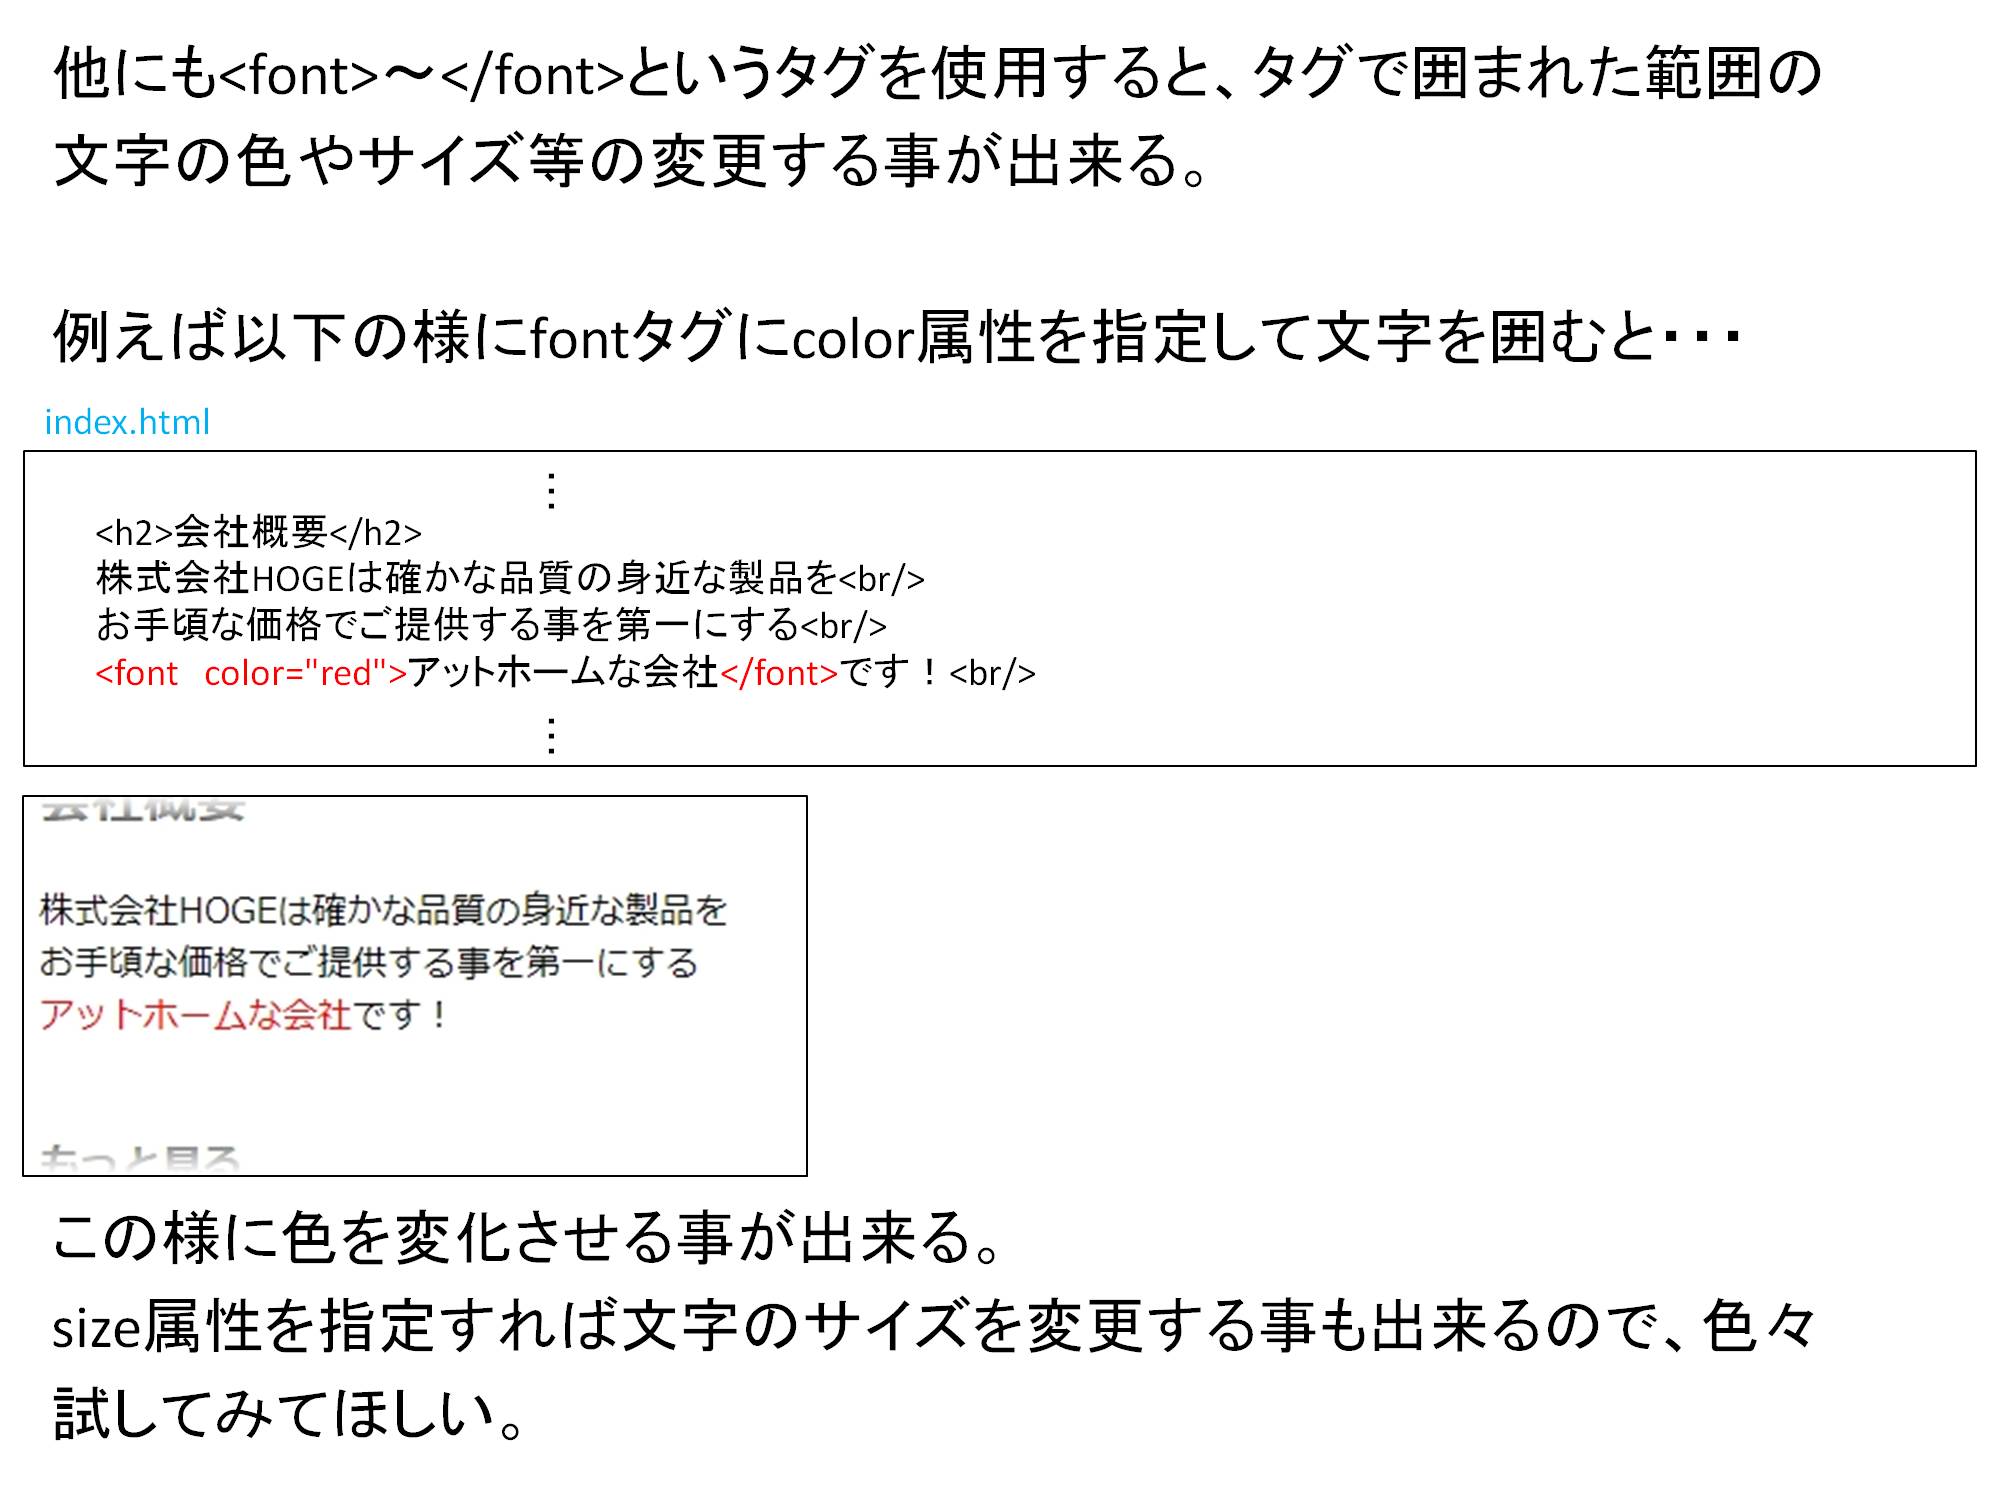 他にも<font>～</font>というタグを使用すると、タグで囲まれた範囲の
文字の色やサイズ等の変更する事が出来る。
例えば以下の様にfontタグにcolor属性を指定して文字を囲むと・・・
index.html
⋮
<h2>会社概要</h2>
株式会社HOGEは確かな品質の身近な製品を<br/>
お手頃な価格でご提供する事を第一にする<br/>
<font　color="red">アットホームな会社</font>です！<br/>
⋮
会社概要
株式会社HOGEは確かな品質の身近な製品を
お手頃な価格でご提供する事を第一にする
アットホームな会社です！
もっと見る
この様に色を変化させる事が出来る。
size属性を指定すれば文字のサイズを変更する事も出来るので、色々
試してみてほしい。